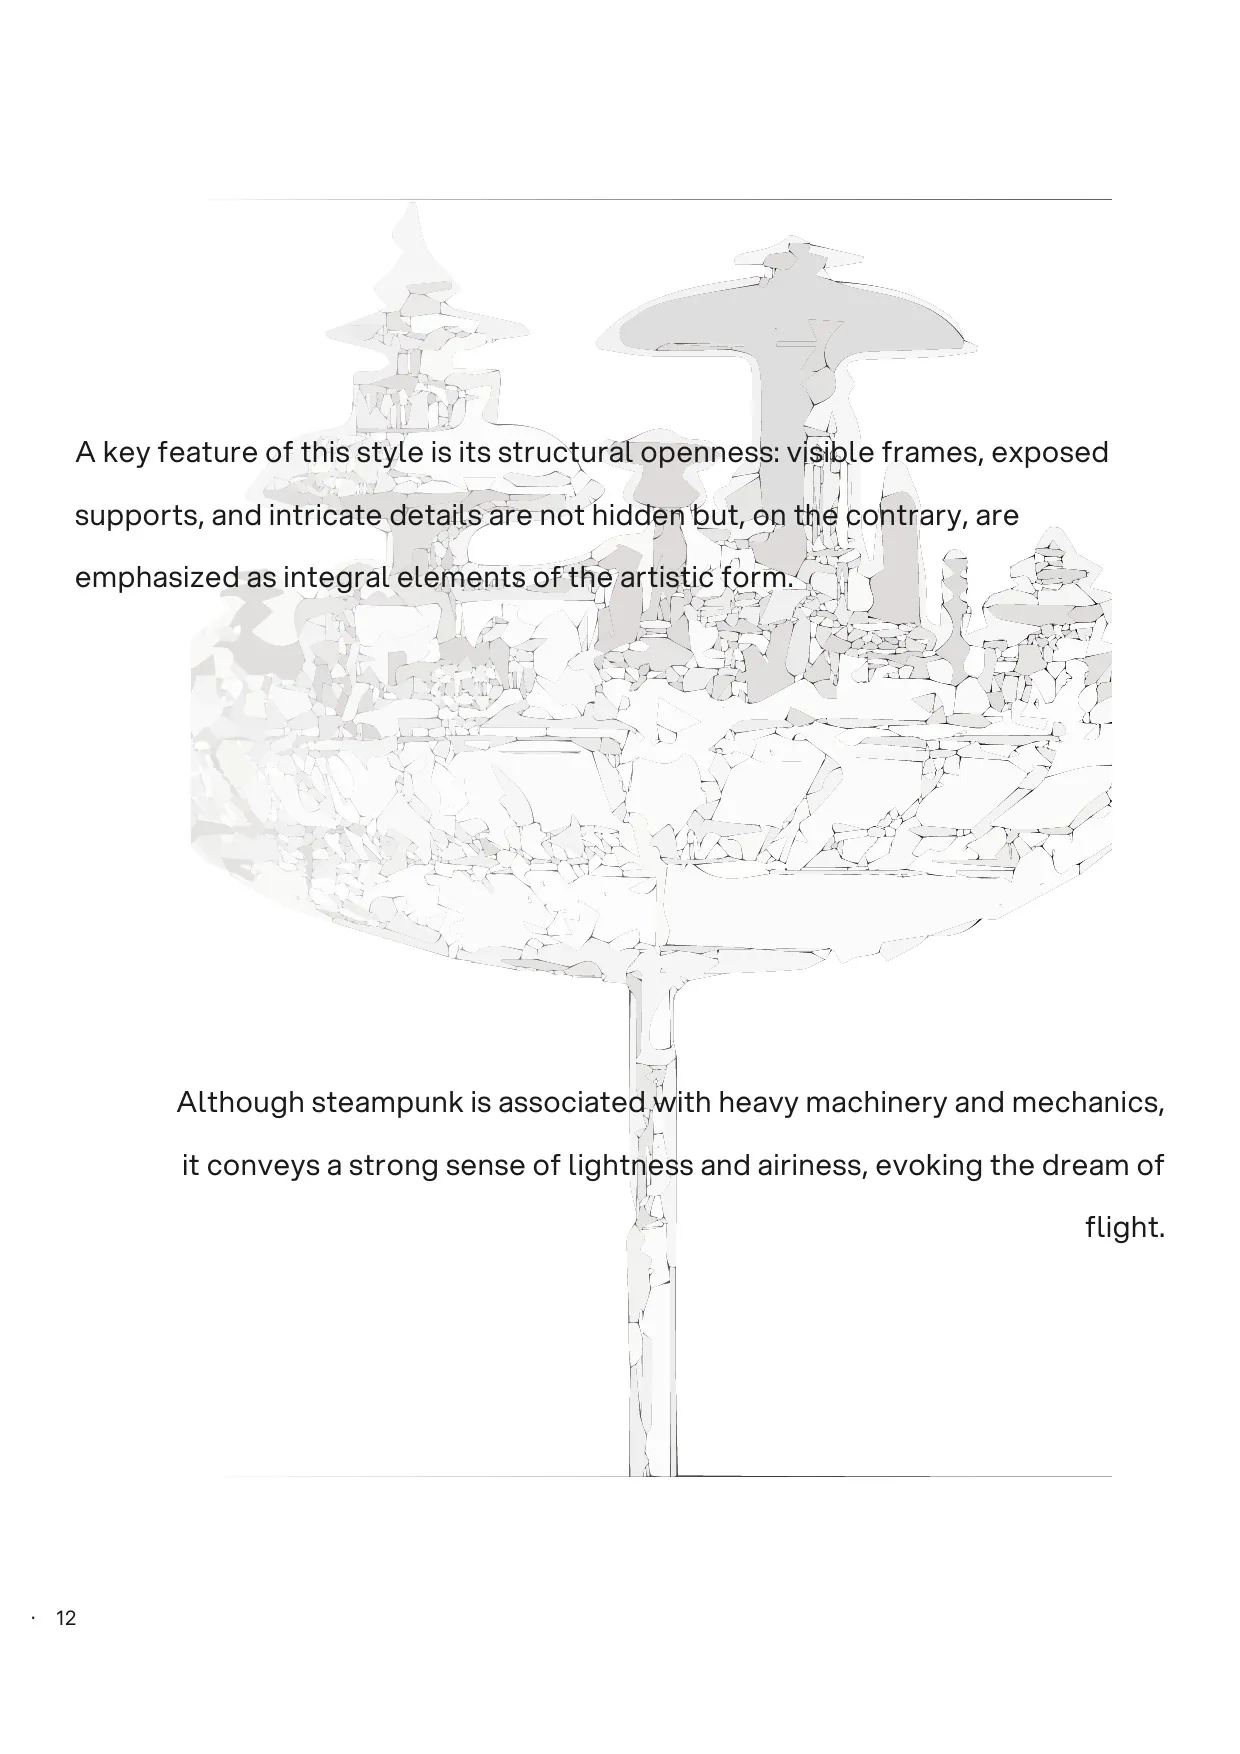 A key feature of this style is its structural openness: visible frames, exposed
supports, and intricate details are not hidden but, on the contrary, are
emphasized as integral elements of the artistic form.
Although steampunk is associated with heavy machinery and mechanics,
it conveys a strong sense of lightness and airiness, evoking the dream of
flight.
· 12